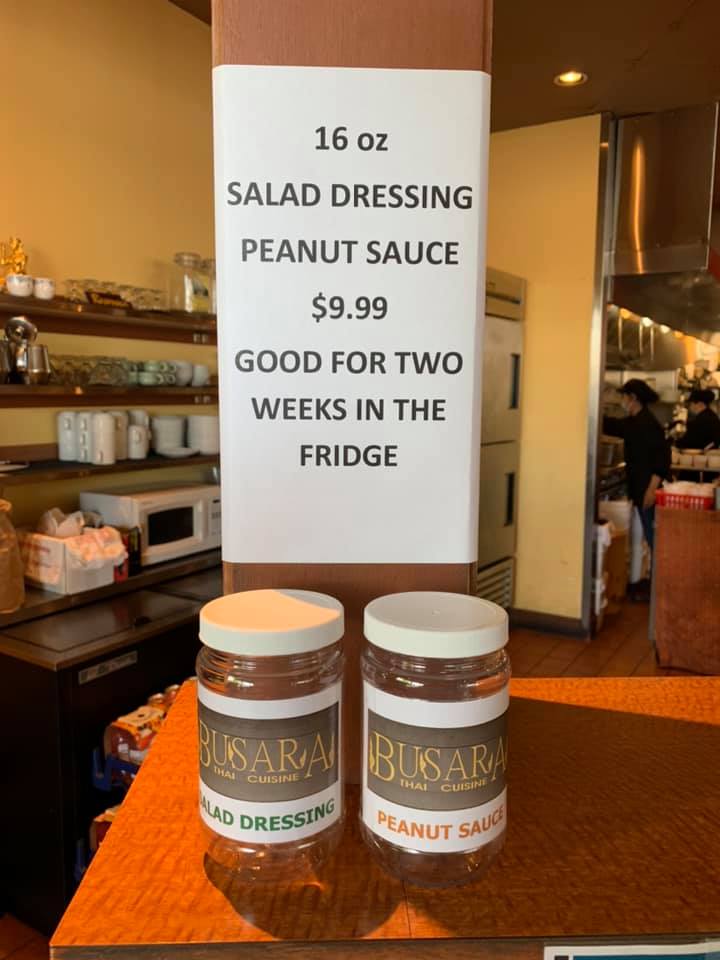 16 oz
SALAD DRESSING
PEANUT SAUCE
$9.99
GOOD FOR TWO
WEEKS IN THE
FRIDGE
BUSARA
THAI CUISINE
SALAD DRESSING
BUSARA
THAI CUISINE
PEANUT SAUCE